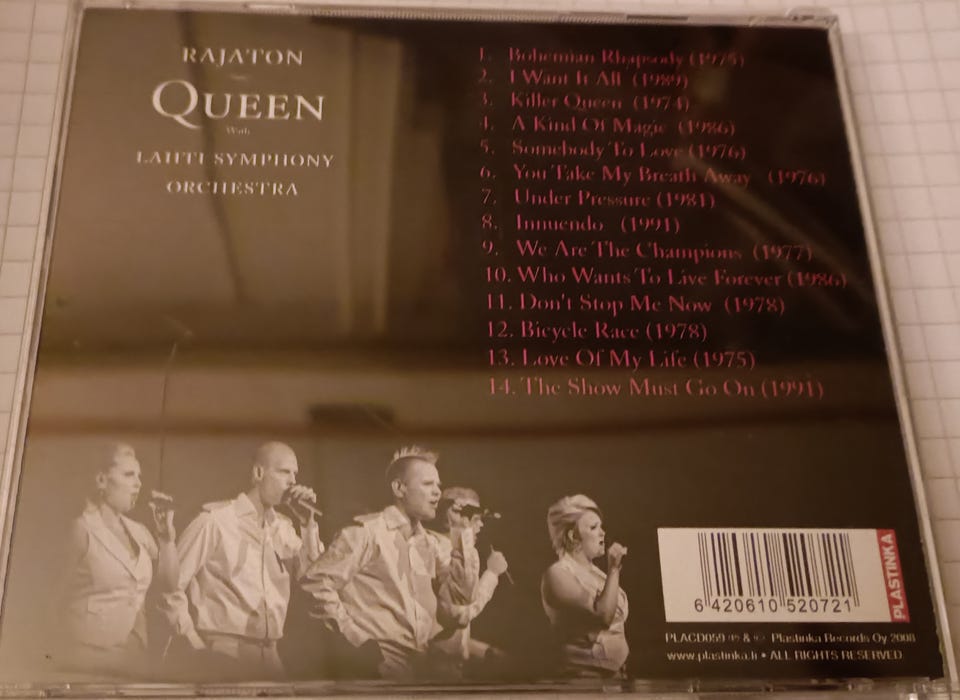 RAJATON
QUEEN
With
LAHTI SYMPHONY
ORCHESTRA
1. Bohemian Rhapsody (1975)
2. I Want It All (1989)
3. Killer Queen (1974)
4. A Kind Of Magic (1986)
5. Somebody To Love (1976)
6. You Take My Breath Away (1976)
7. Under Pressure (1981)
8. Innuendo (1991)
9. We Are The Champions (1977)
10. Who Wants To Live Forever (1986)
11. Don't Stop Me Now (1978)
12. Bicycle Race (1978)
13. Love Of My Life (1975)
14. The Show Must Go On (1991)
PLASTINKA
6 420610 520721
PLACD059 ℗ & © Plastinka Records Oy 2008
www.plastinka.fi • ALL RIGHTS RESERVED.